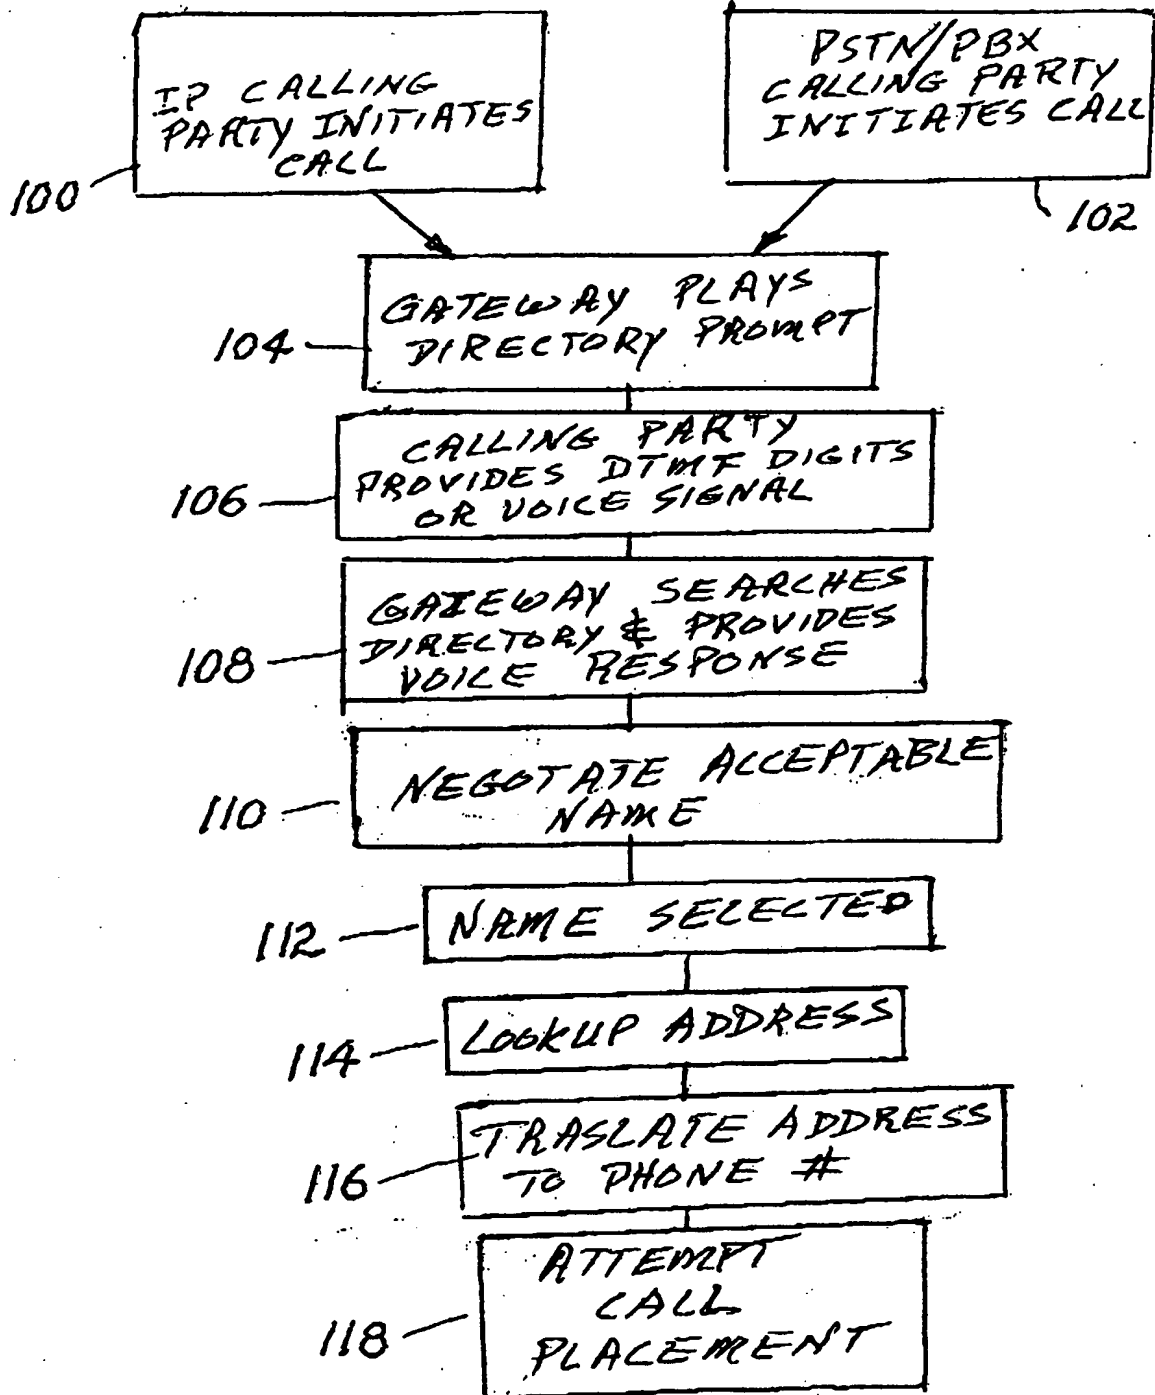 IP CALLING
PARTY INITIATES
CALL
100
PSTN/PBX
CALLING PARTY
INITIATES CALL
102
GATEWAY PLAYS
DIRECTORY PROMPT
104
CALLING PARTY
PROVIDES DTMF DIGITS
OR VOICE SIGNAL
106
GATEWAY SEARCHES
DIRECTORY & PROVIDES
VOICE RESPONSE
108
NEGOTATE ACCEPTABLE
NAME
110
NAME SELECTED
112
LOOKUP ADDRESS
114
TRASLATE ADDRESS
TO PHONE #
116
ATTEMPT
CALL
PLACEMENT
118